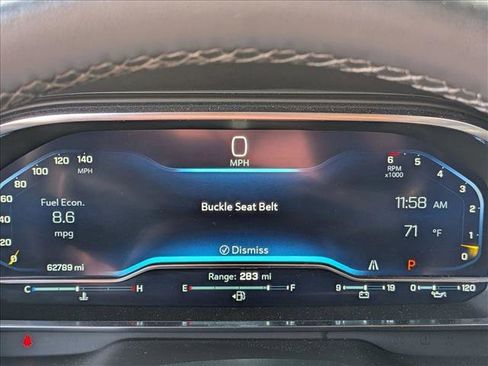 0
MPH
120 140
100 MPH
80
60
40
20
0
Fuel Econ.
8.6
mpg
62789 mi
Buckle Seat Belt
Dismiss
6 RPM
x1000
5
4
3
2
1
0
11:58 AM
71 °F
P
Range: 283 mi
C H
E F
9 19
0 120